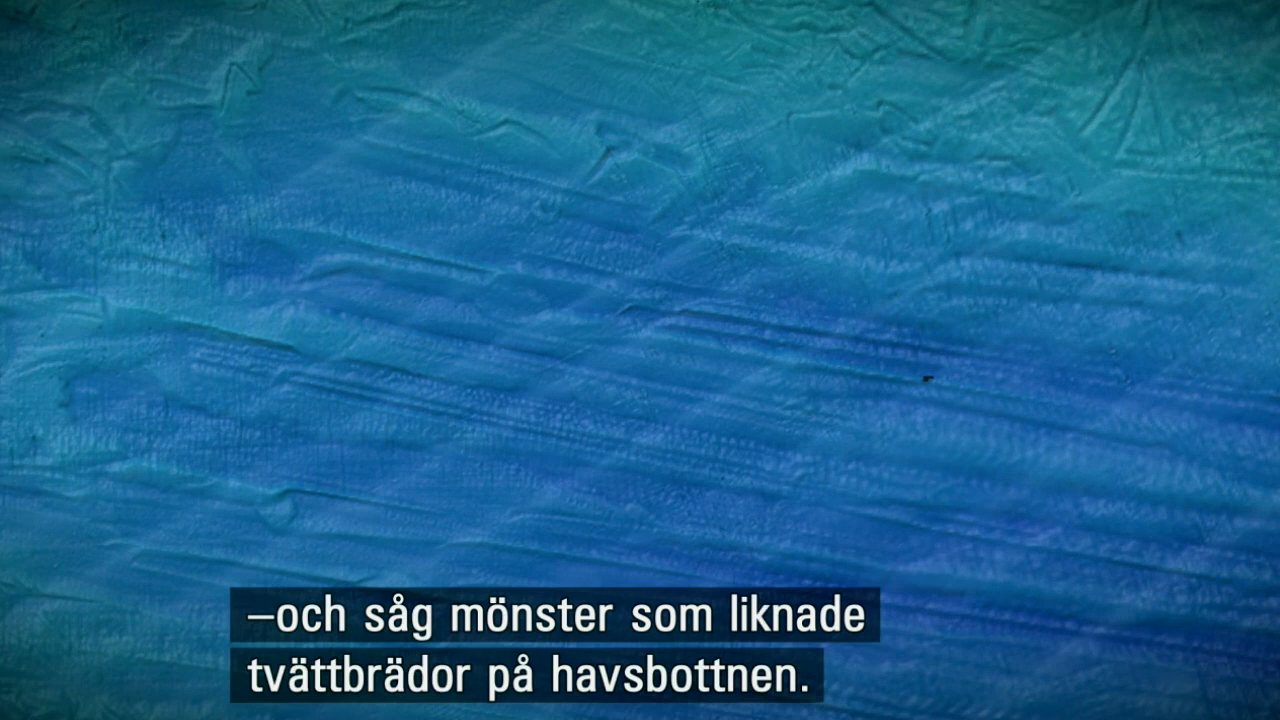 –och såg mönster som liknade
tvättbrädor på havsbottnen.